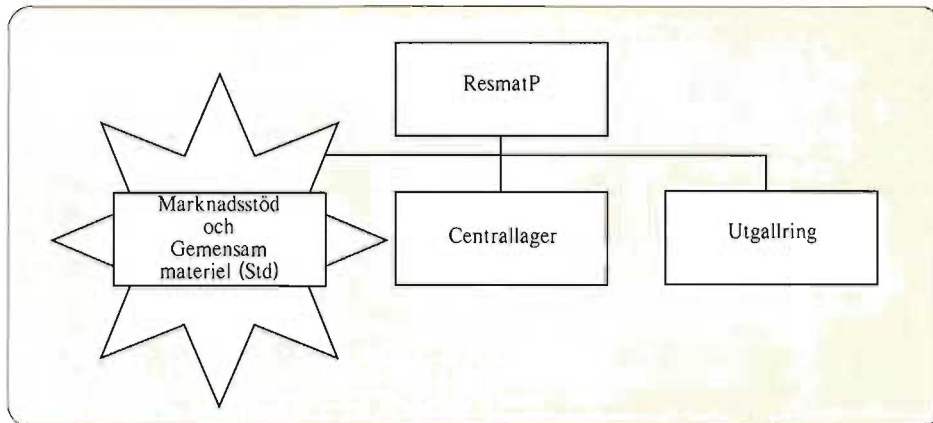 ResmatP
Marknadsstöd
och
Gemensam
materiel (Std)
Centrallager
Utgallring